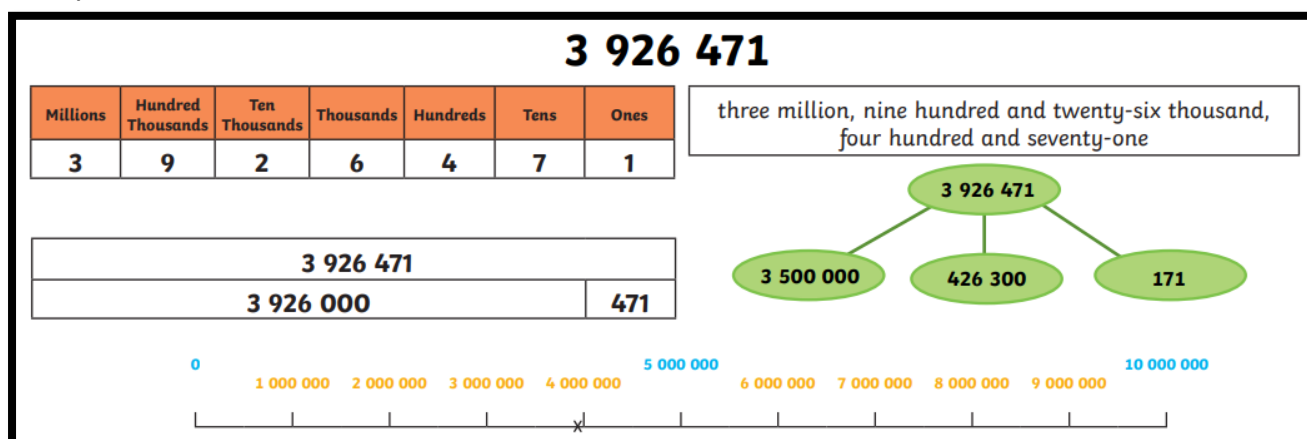 3 926 471
Millions Hundred Thousands Ten Thousands Thousands Hundreds Tens Ones
3 9 2 6 4 7 1
three million, nine hundred and twenty-six thousand,
four hundred and seventy-one
3 926 471
3 500 000 426 300 171
3 926 471
3 926 000 471
0 5 000 000 10 000 000
1 000 000 2 000 000 3 000 000 4 000 000 6 000 000 7 000 000 8 000 000 9 000 000
x